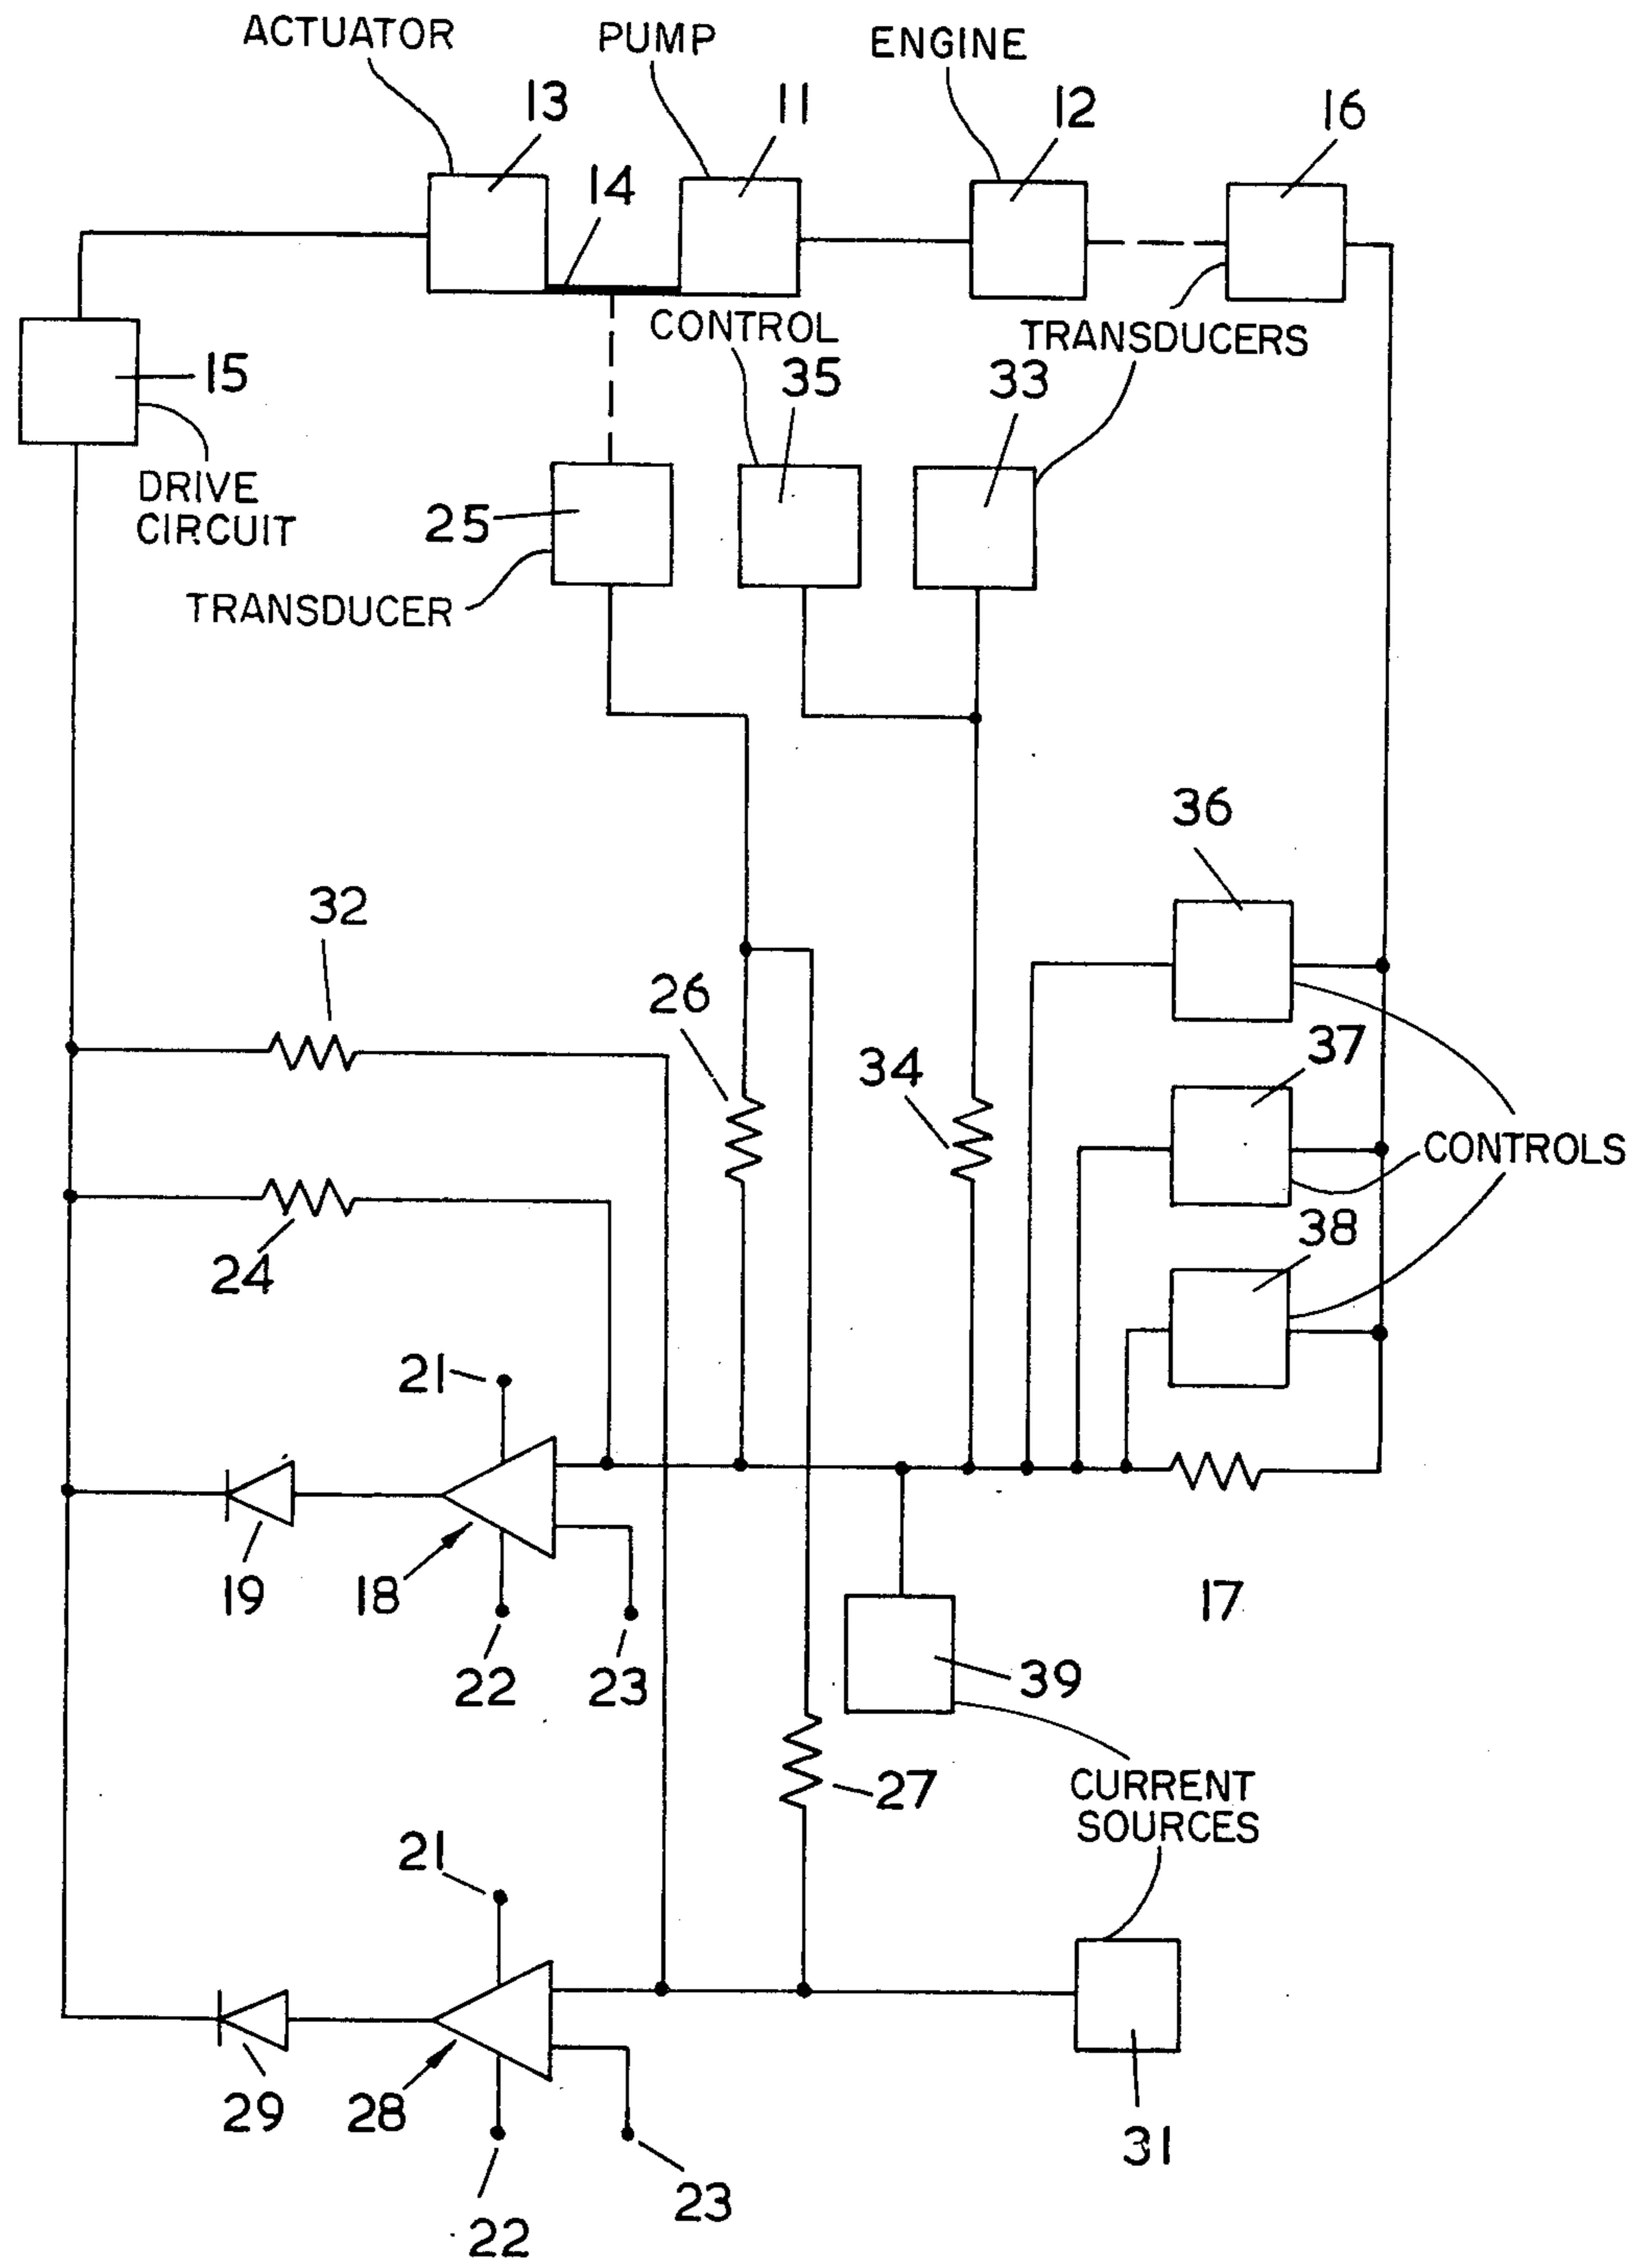 ACTUATOR
PUMP
ENGINE
13
11
12
16
14
CONTROL
TRANSDUCERS
15
35
33
DRIVE
CIRCUIT
25
TRANSDUCER
36
32
26
37
34
CONTROLS
38
24
21
19
18
17
22
23
39
27
CURRENT
SOURCES
21
29
28
31
23
22